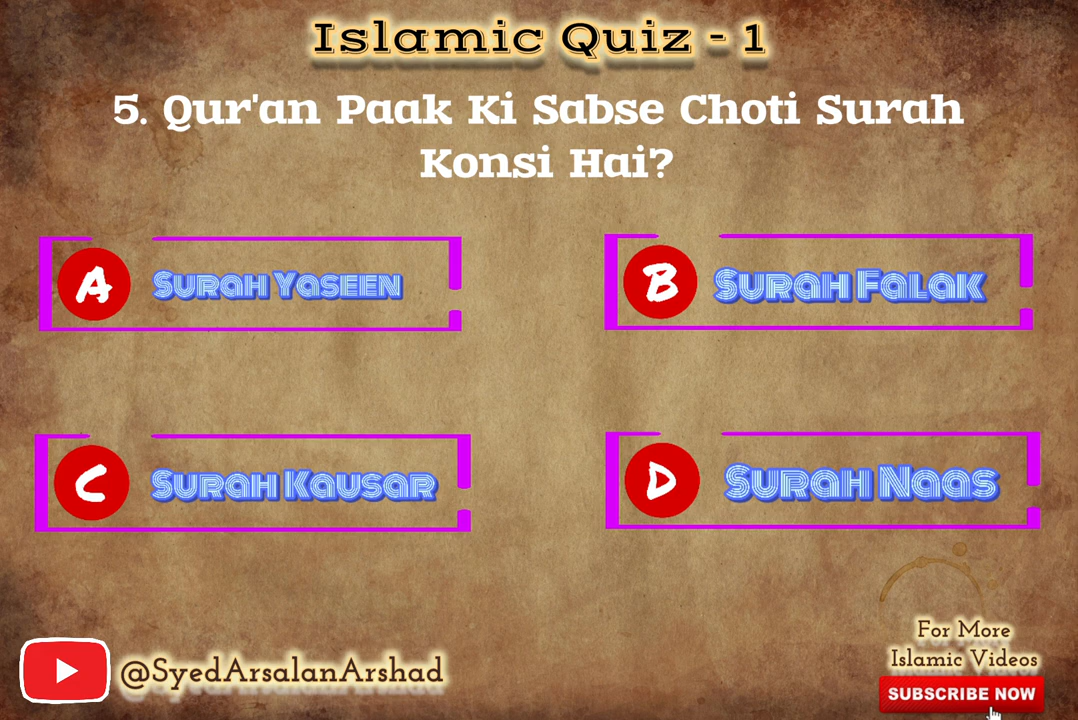 Islamic Quiz - 1
5. Qur'an Paak Ki Sabse Choti Surah
Konsi Hai?
A Surah Yaseen
B Surah Falak
C Surah Kausar
D Surah Naas
@SyedArsalanArshad
For More
Islamic Videos
SUBSCRIBE NOW